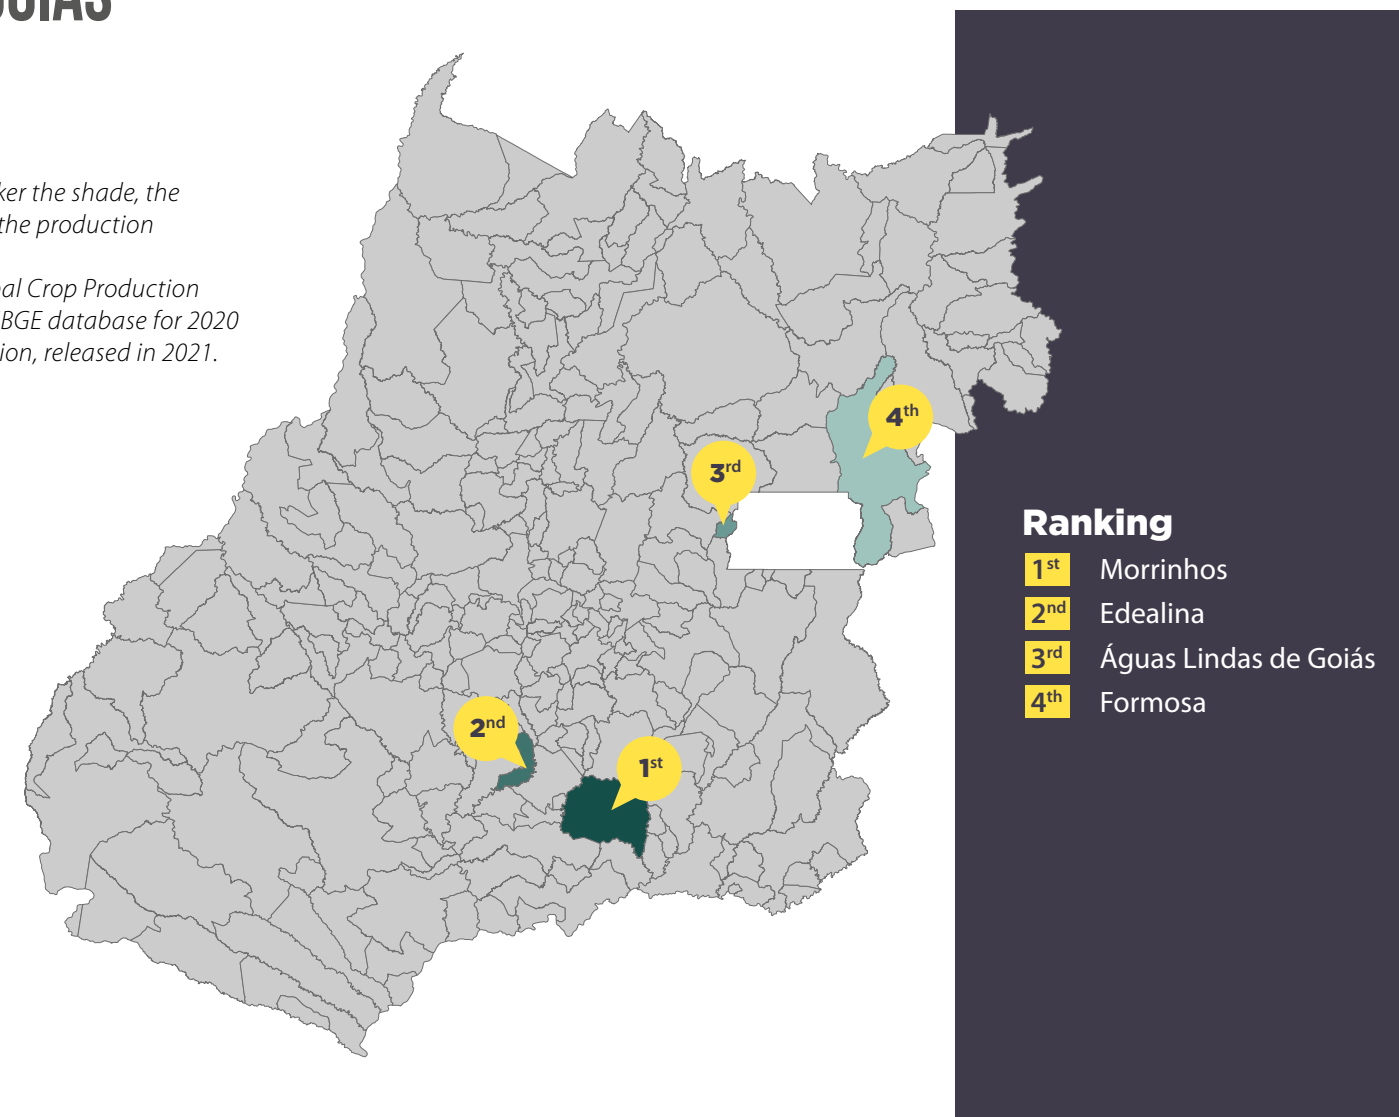 ker the shade, the
the production
al Crop Production
BGE database for 2020
ion, released in 2021.
4th
3rd
2nd
1st
Ranking
1st Morrinhos
2nd Edealina
3rd Águas Lindas de Goiás
4th Formosa